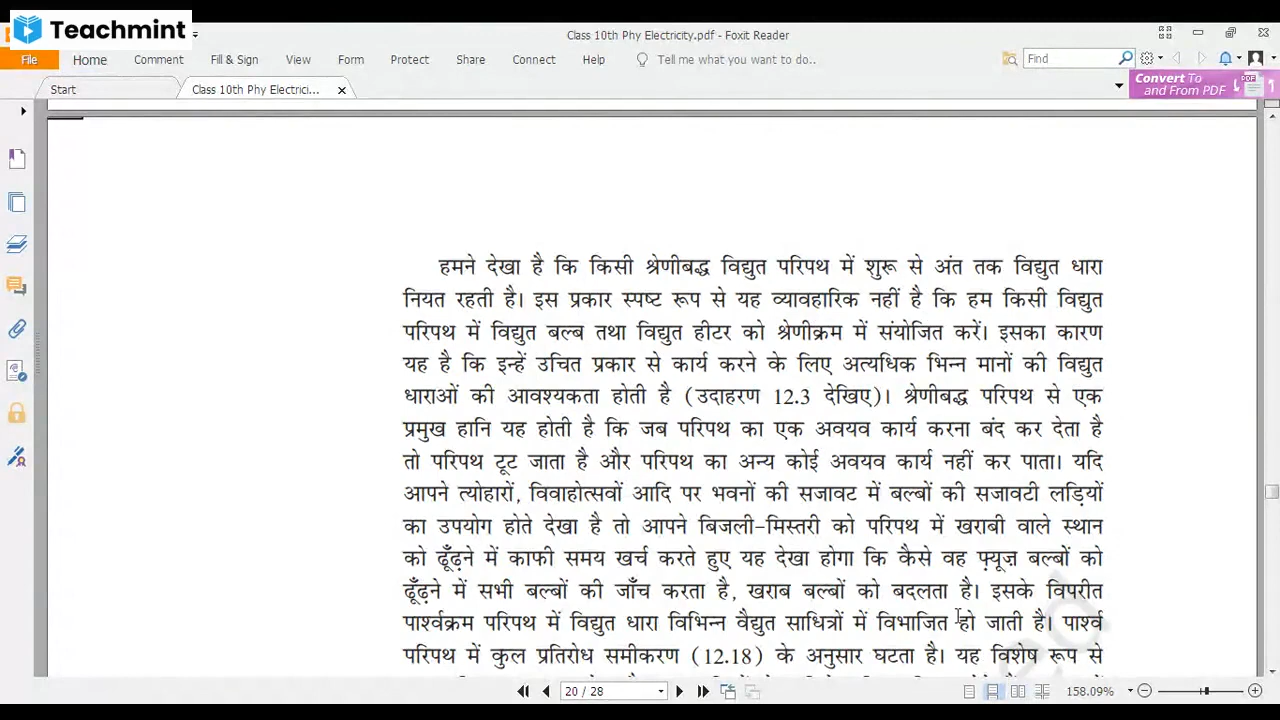 Teachmint
Class 10th Phy Electricity.pdf - Foxit Reader
File Home Comment Fill & Sign View Form Protect Share Connect Help Tell me what you want to do.. Find
Start Class 10th Phy Electrici... Convert To
and From PDF
हमने देखा है कि किसी श्रेणीबद्ध विद्युत परिपथ में शुरू से अंत तक विद्युत धारा
नियत रहती है। इस प्रकार स्पष्ट रूप से यह व्यावहारिक नहीं है कि हम किसी विद्युत
परिपथ में विद्युत बल्ब तथा विद्युत हीटर को श्रेणीक्रम में संयोजित करें। इसका कारण
यह है कि इन्हें उचित प्रकार से कार्य करने के लिए अत्यधिक भिन्न मानों की विद्युत
धाराओं की आवश्यकता होती है (उदाहरण 12.3 देखिए)। श्रेणीबद्ध परिपथ से एक
प्रमुख हानि यह होती है कि जब परिपथ का एक अवयव कार्य करना बंद कर देता है
तो परिपथ टूट जाता है और परिपथ का अन्य कोई अवयव कार्य नहीं कर पाता। यदि
आपने त्योहारों, विवाहोत्सवों आदि पर भवनों की सजावट में बल्बों की सजावटी लड़ियों
का उपयोग होते देखा है तो आपने बिजली-मिस्तरी को परिपथ में खराबी वाले स्थान
को ढूँढ़ने में काफी समय खर्च करते हुए यह देखा होगा कि कैसे वह फ़्यूज़ बल्बों को
ढूँढ़ने में सभी बल्बों की जाँच करता है, खराब बल्बों को बदलता है। इसके विपरीत
पार्श्वक्रम परिपथ में विद्युत धारा विभिन्न वैद्युत साधित्रों में विभाजित हो जाती है। पार्श्व
परिपथ में कुल प्रतिरोध समीकरण (12.18) के अनुसार घटता है। यह विशेष रूप से
20 / 28 158.09%